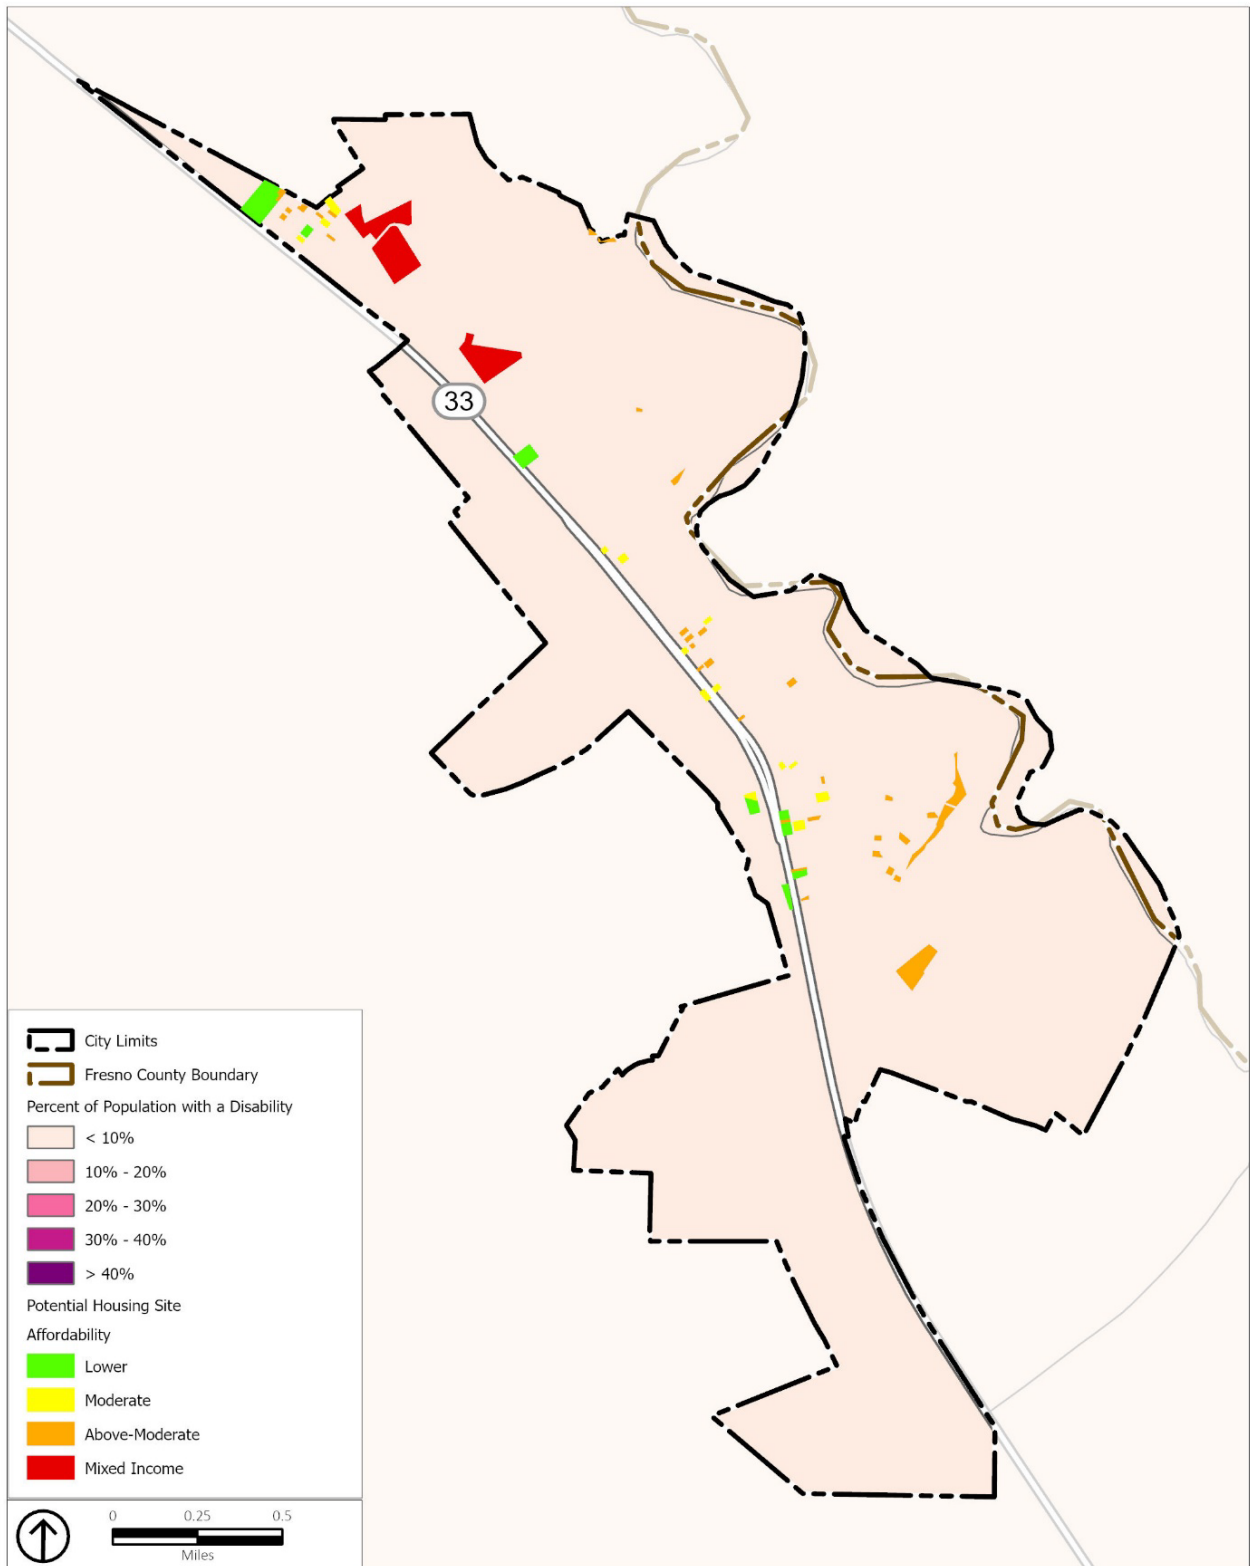 33
City Limits
Fresno County Boundary
Percent of Population with a Disability
< 10%
10% - 20%
20% - 30%
30% - 40%
> 40%
Potential Housing Site
Affordability
Lower
Moderate
Above-Moderate
Mixed Income
0 0.25 0.5
Miles